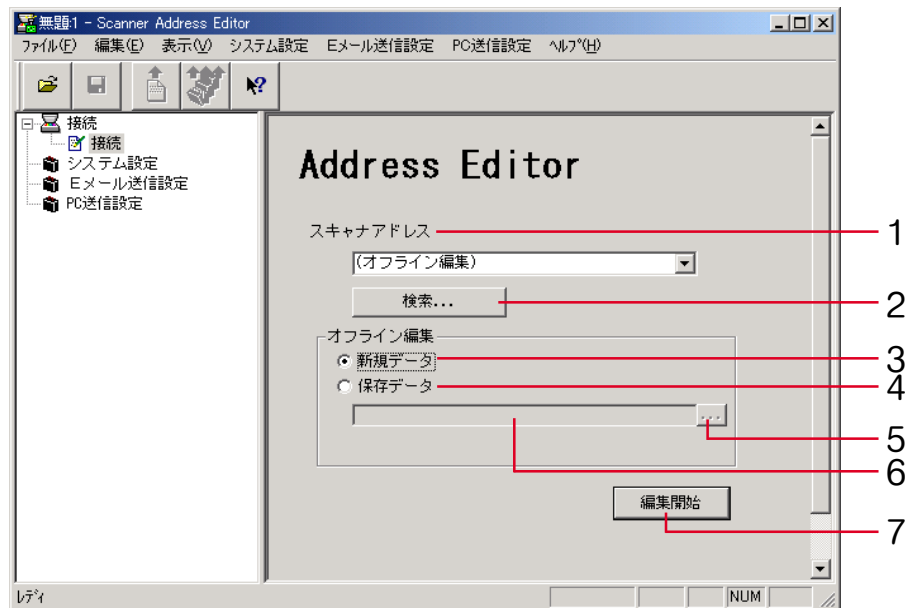 無題:1 - Scanner Address Editor
ファイル(F) 編集(E) 表示(V) システム設定 Eメール送信設定 PC送信設定 ヘルプ(H)
接続
接続
システム設定
Eメール送信設定
PC送信設定
Address Editor
スキャナアドレス
1
(オフライン編集)
検索...
2
オフライン編集
新規データ
3
保存データ
4
...
5
6
編集開始
7
レディ
NUM